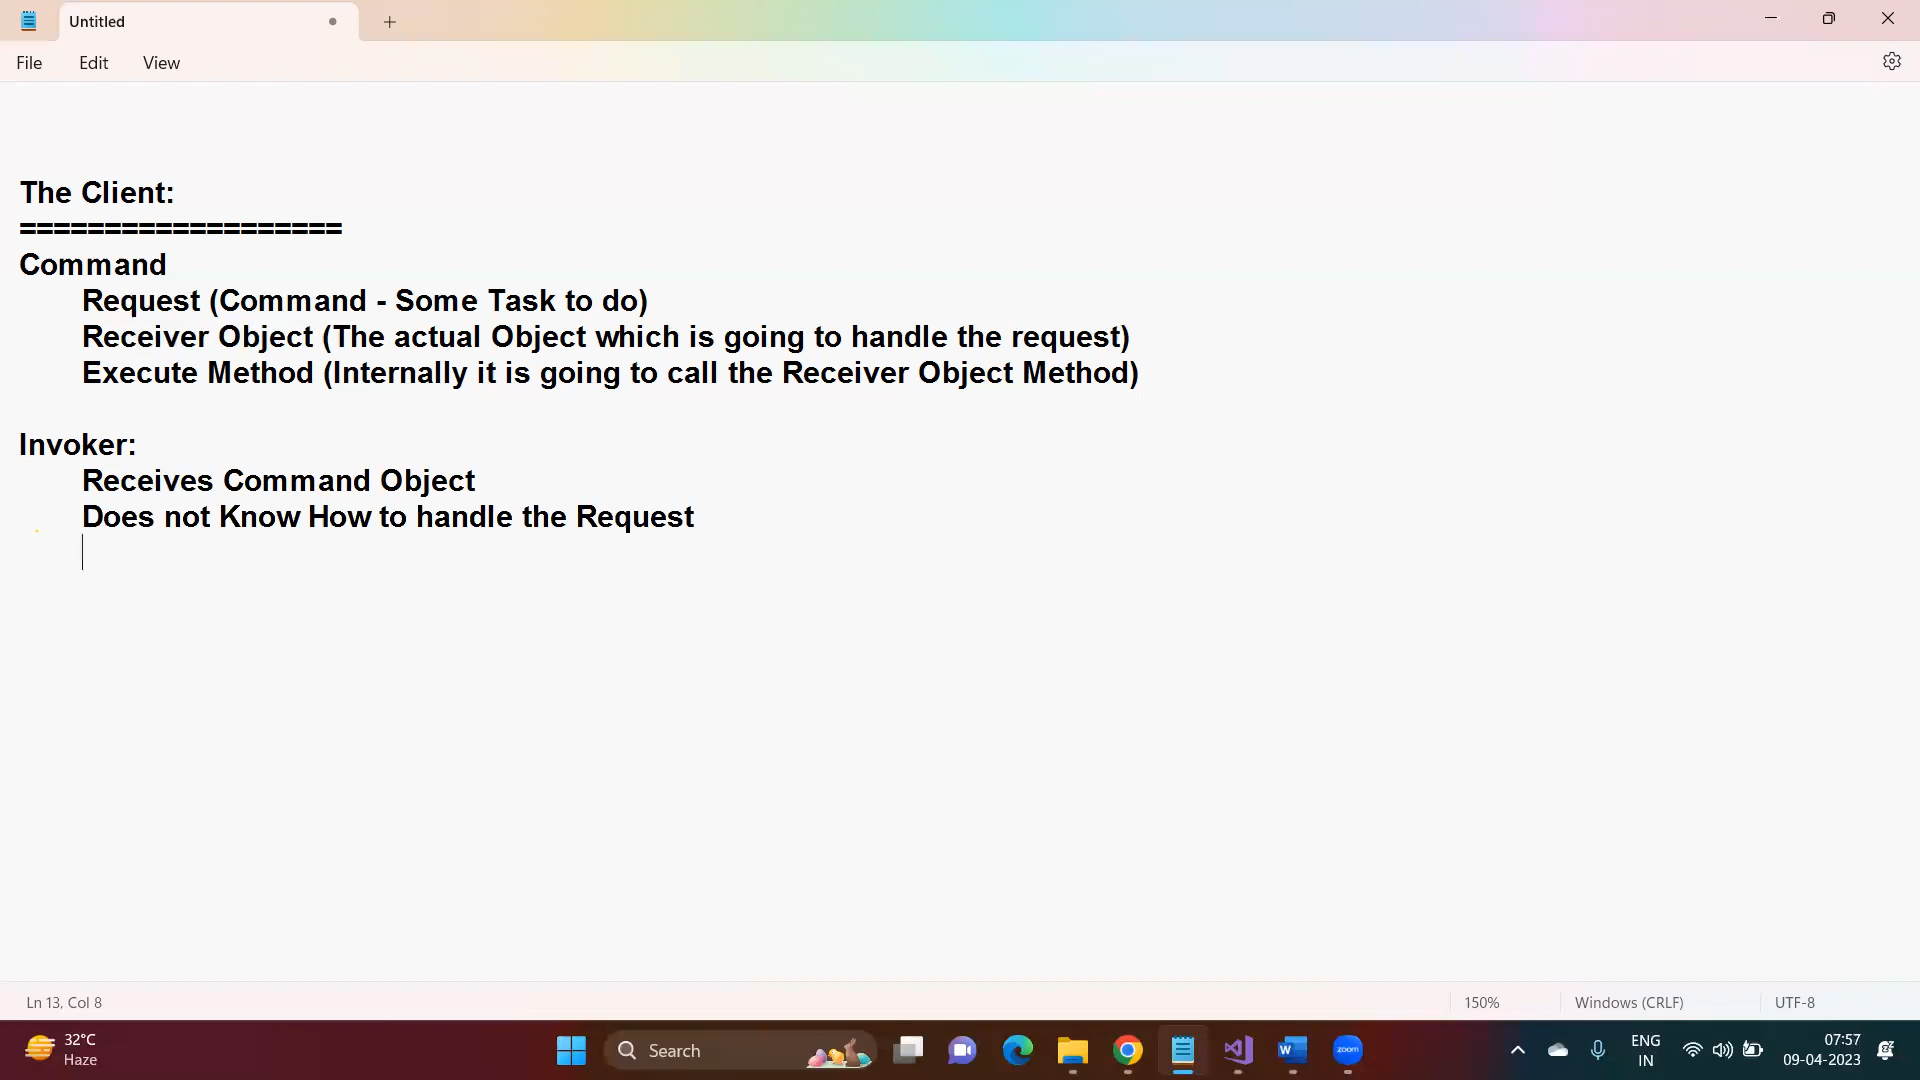 Untitled
File Edit View
The Client:
===================
Command
Request (Command - Some Task to do)
Receiver Object (The actual Object which is going to handle the request)
Execute Method (Internally it is going to call the Receiver Object Method)
Invoker:
Receives Command Object
Does not Know How to handle the Request
Ln 13, Col 8 150% Windows (CRLF) UTF-8
32°C
Haze
Search
zoom
ENG
IN
07:57
09-04-2023